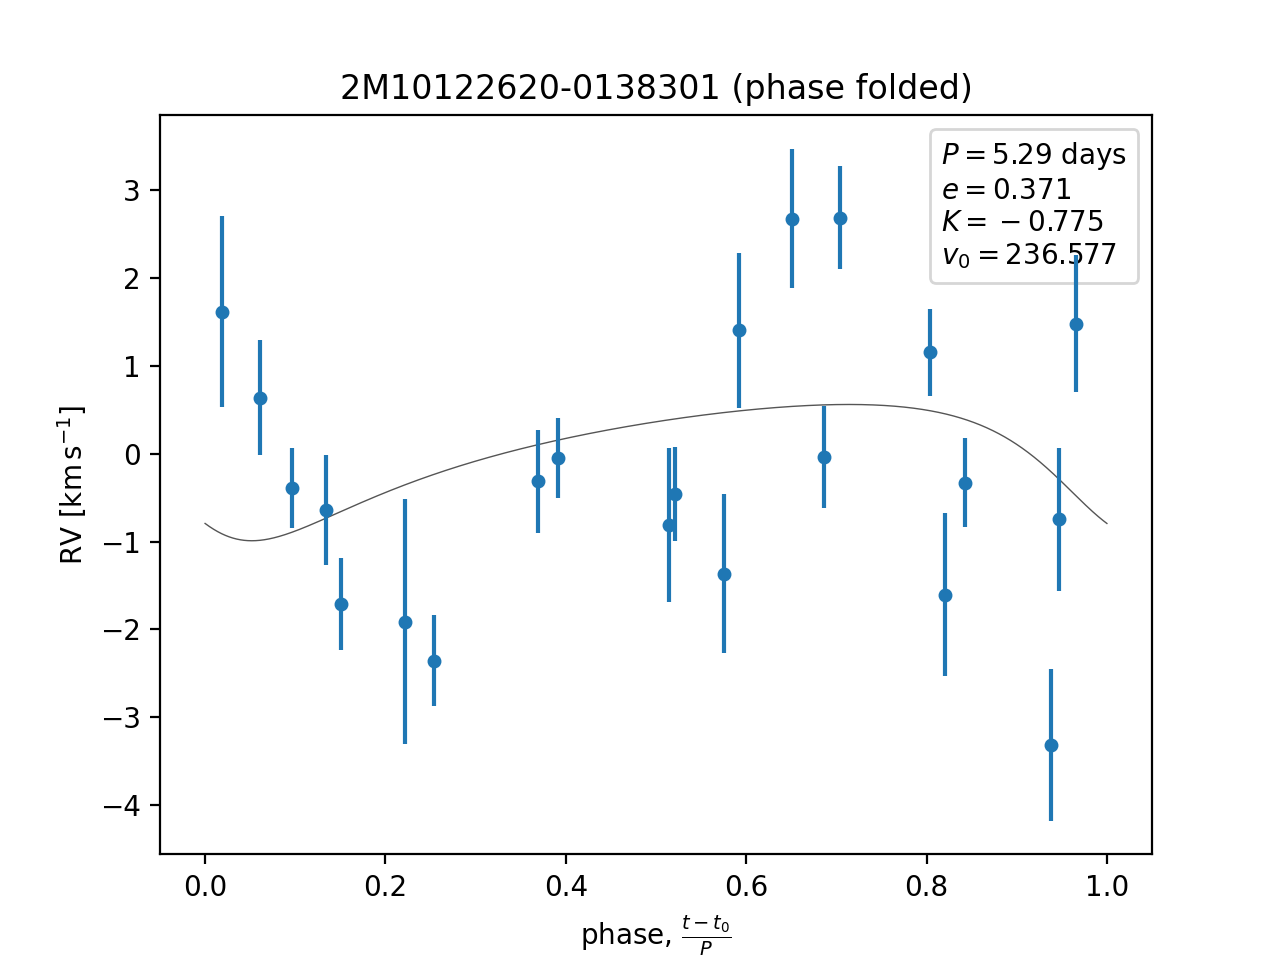 2M10122620-0138301 (phase folded)
P = 5.29 days
e = 0.371
K = −0.775
v₀ = 236.577
RV [km s⁻¹]
3
2
1
0
−1
−2
−3
−4
0.0 0.2 0.4 0.6 0.8 1.0
phase, (t − t₀)/P